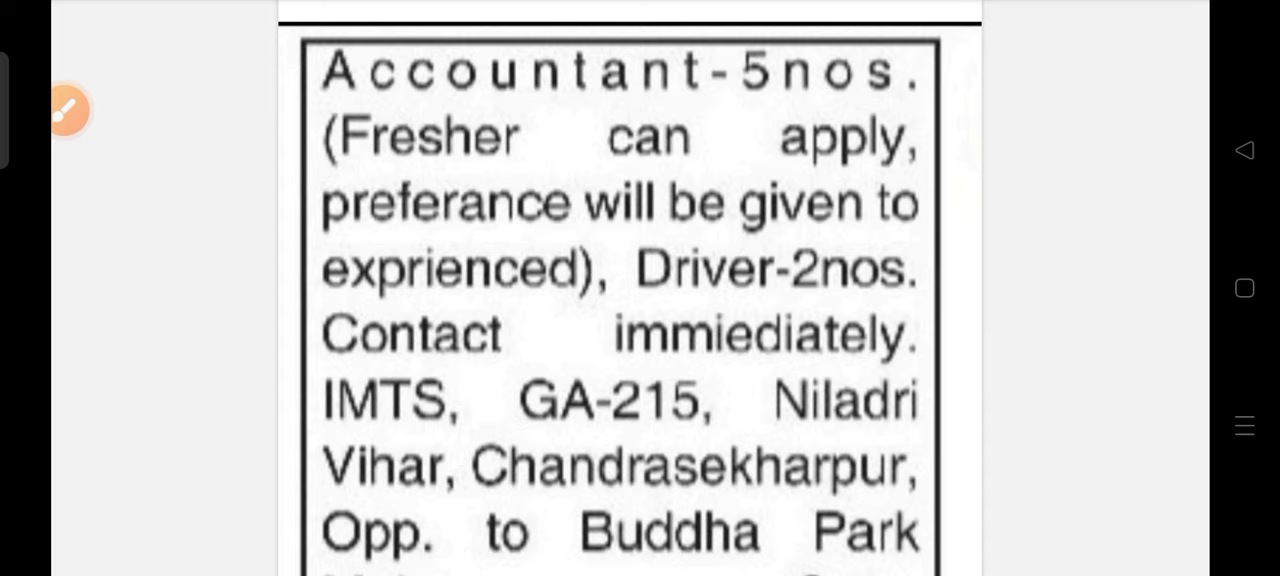 Accountant-5nos.
(Fresher can apply,
preferance will be given to
exprienced), Driver-2nos.
Contact immiediately.
IMTS, GA-215, Niladri
Vihar, Chandrasekharpur,
Opp. to Buddha Park